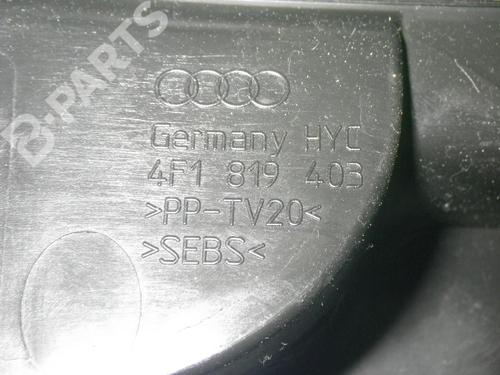 B-PARTS
Germany HYC
4F1 819 403
>PP-TV20<
>SEBS<